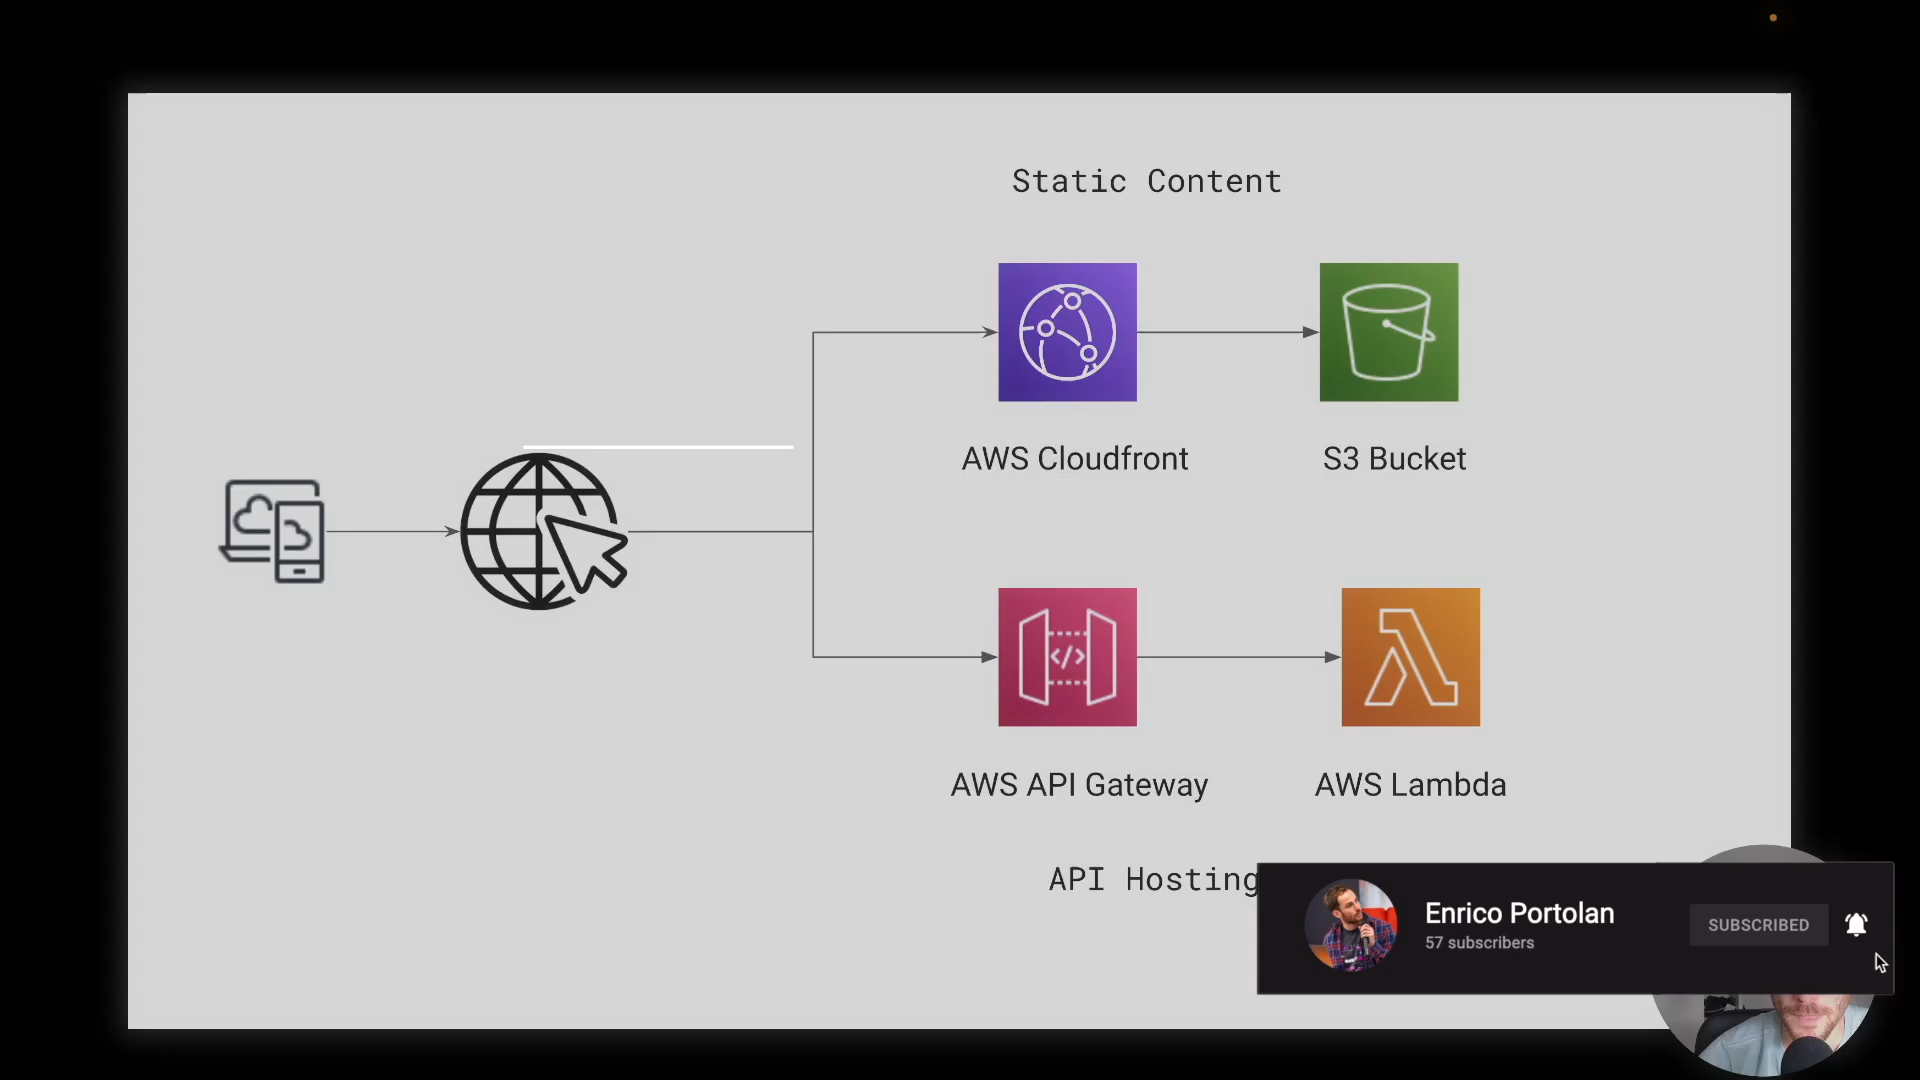 Static Content
AWS Cloudfront
S3 Bucket
</>
AWS API Gateway
AWS Lambda
API Hosting
Enrico Portolan
57 subscribers
SUBSCRIBED